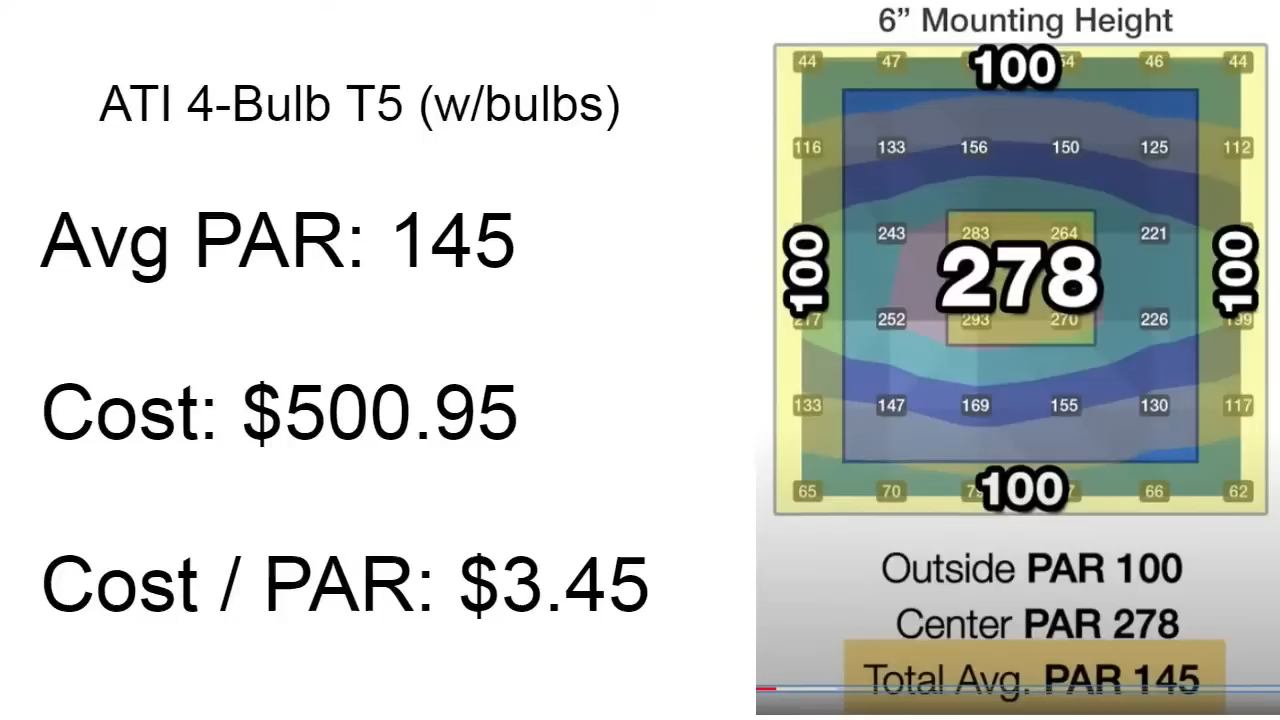 ATI 4-Bulb T5 (w/bulbs)
Avg PAR: 145
Cost: $500.95
Cost / PAR: $3.45
6” Mounting Height
44 47 100 46 44
116 133 156 150 125 112
243 283 264 221
100 278 100
252 293 270 226
133 147 169 155 130 117
65 70 100 66 62
Outside PAR 100
Center PAR 278
Total Avg. PAR 145